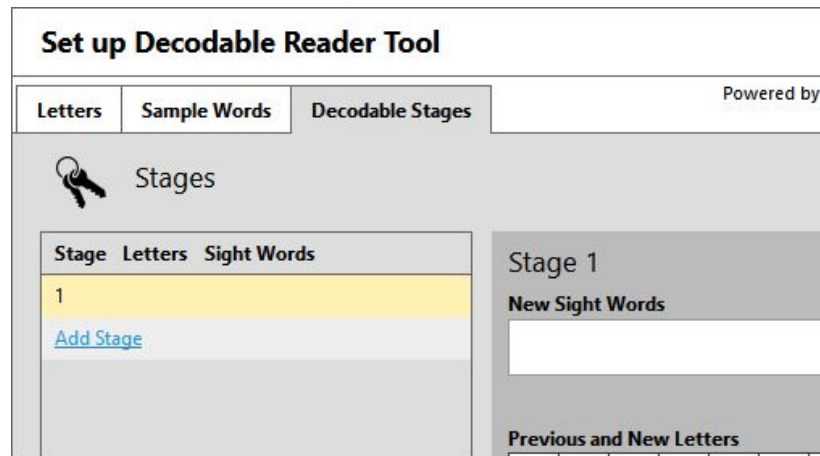 Set up Decodable Reader Tool
Powered by
Letters Sample Words Decodable Stages
Stages
Stage Letters Sight Words
1
Add Stage
Stage 1
New Sight Words
Previous and New Letters